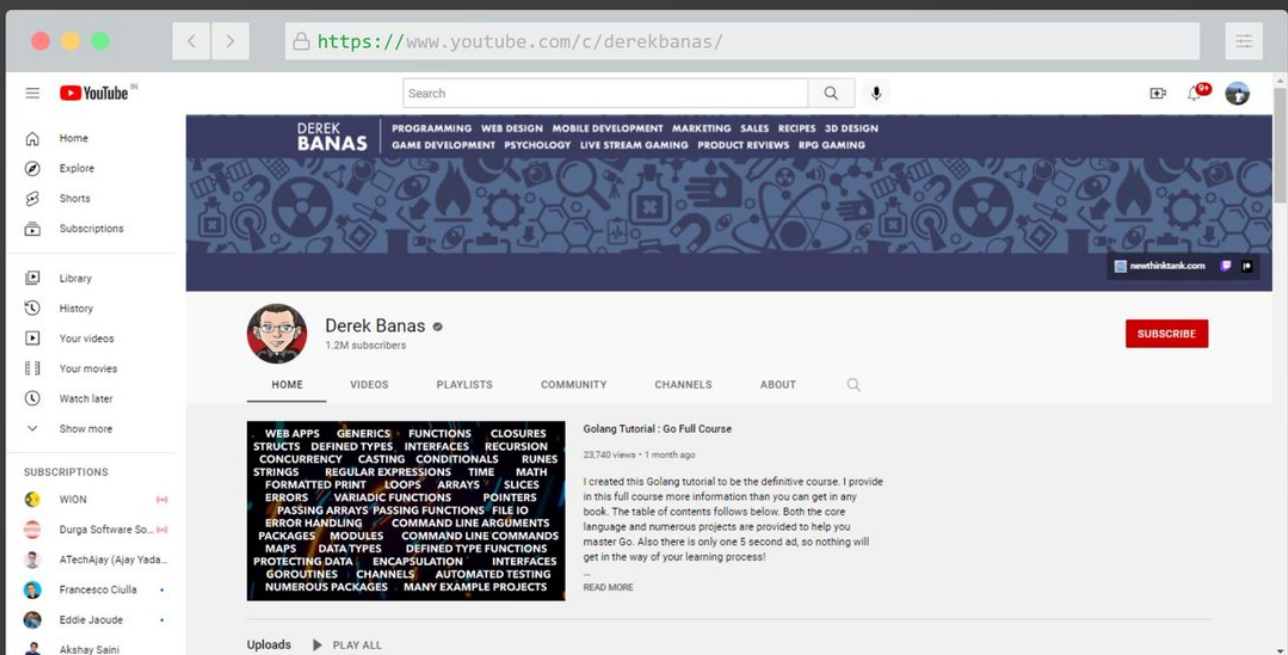 https://www.youtube.com/c/derekbanas/
YouTube IN
Search
9+
Home
Explore
Shorts
Subscriptions
Library
History
Your videos
Your movies
Watch later
Show more
SUBSCRIPTIONS
WION
Durga Software So...
ATechAjay (Ajay Yada...
Francesco Ciulla
Eddie Jaoude
Akshay Saini
DEREK
BANAS
PROGRAMMING WEB DESIGN MOBILE DEVELOPMENT MARKETING SALES RECIPES 3D DESIGN
GAME DEVELOPMENT PSYCHOLOGY LIVE STREAM GAMING PRODUCT REVIEWS RPG GAMING
newthinktank.com
Derek Banas
1.2M subscribers
SUBSCRIBE
HOME VIDEOS PLAYLISTS COMMUNITY CHANNELS ABOUT
WEB APPS GENERICS FUNCTIONS CLOSURES
STRUCTS DEFINED TYPES INTERFACES RECURSION
CONCURRENCY CASTING CONDITIONALS RUNES
STRINGS REGULAR EXPRESSIONS TIME MATH
FORMATTED PRINT LOOPS ARRAYS SLICES
ERRORS VARIADIC FUNCTIONS POINTERS
PASSING ARRAYS PASSING FUNCTIONS FILE IO
ERROR HANDLING COMMAND LINE ARGUMENTS
PACKAGES MODULES COMMAND LINE COMMANDS
MAPS DATA TYPES DEFINED TYPE FUNCTIONS
PROTECTING DATA ENCAPSULATION INTERFACES
GOROUTINES CHANNELS AUTOMATED TESTING
NUMEROUS PACKAGES MANY EXAMPLE PROJECTS
Golang Tutorial : Go Full Course
23,740 views • 1 month ago
I created this Golang tutorial to be the definitive course. I provide
in this full course more information than you can get in any
book. The table of contents follows below. Both the core
language and numerous projects are provided to help you
master Go. Also there is only one 5 second ad, so nothing will
get in the way of your learning process!
...
READ MORE
Uploads PLAY ALL